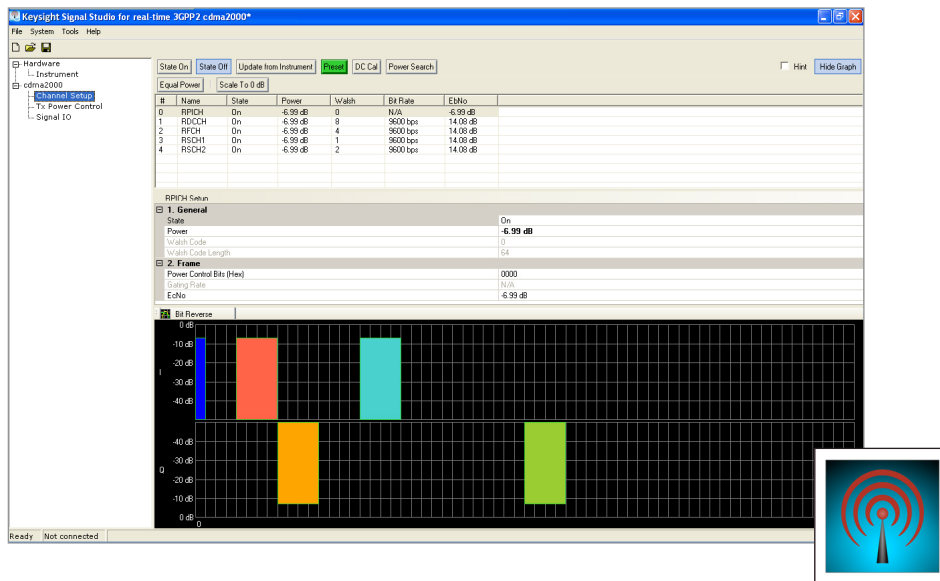 Keysight Signal Studio for real-time 3GPP2 cdma2000*
File System Tools Help
Hardware
Instrument
cdma2000
Channel Setup
Tx Power Control
Signal IO
State On State Off Update from Instrument Preset DC Cal Power Search Hint Hide Graph
Equal Power Scale To 0 dB
# Name State Power Walsh Bit Rate EbNo
0 RPICH On -6.99 dB 0 N/A -6.99 dB
1 RDCCH On -6.99 dB 8 9600 bps 14.08 dB
2 RFCH On -6.99 dB 4 9600 bps 14.08 dB
3 RSCH1 On -6.99 dB 1 9600 bps 14.08 dB
4 RSCH2 On -6.99 dB 2 9600 bps 14.08 dB
RPICH Setup
1. General
State On
Power -6.99 dB
Walsh Code 0
Walsh Code Length 64
2. Frame
Power Control Bits (Hex) 0000
Gating Rate N/A
EcNo -6.99 dB
Bit Reverse
0 dB
-10 dB
-20 dB
I
-30 dB
-40 dB
-40 dB
-30 dB
Q
-20 dB
-10 dB
0 dB
0
Ready Not connected